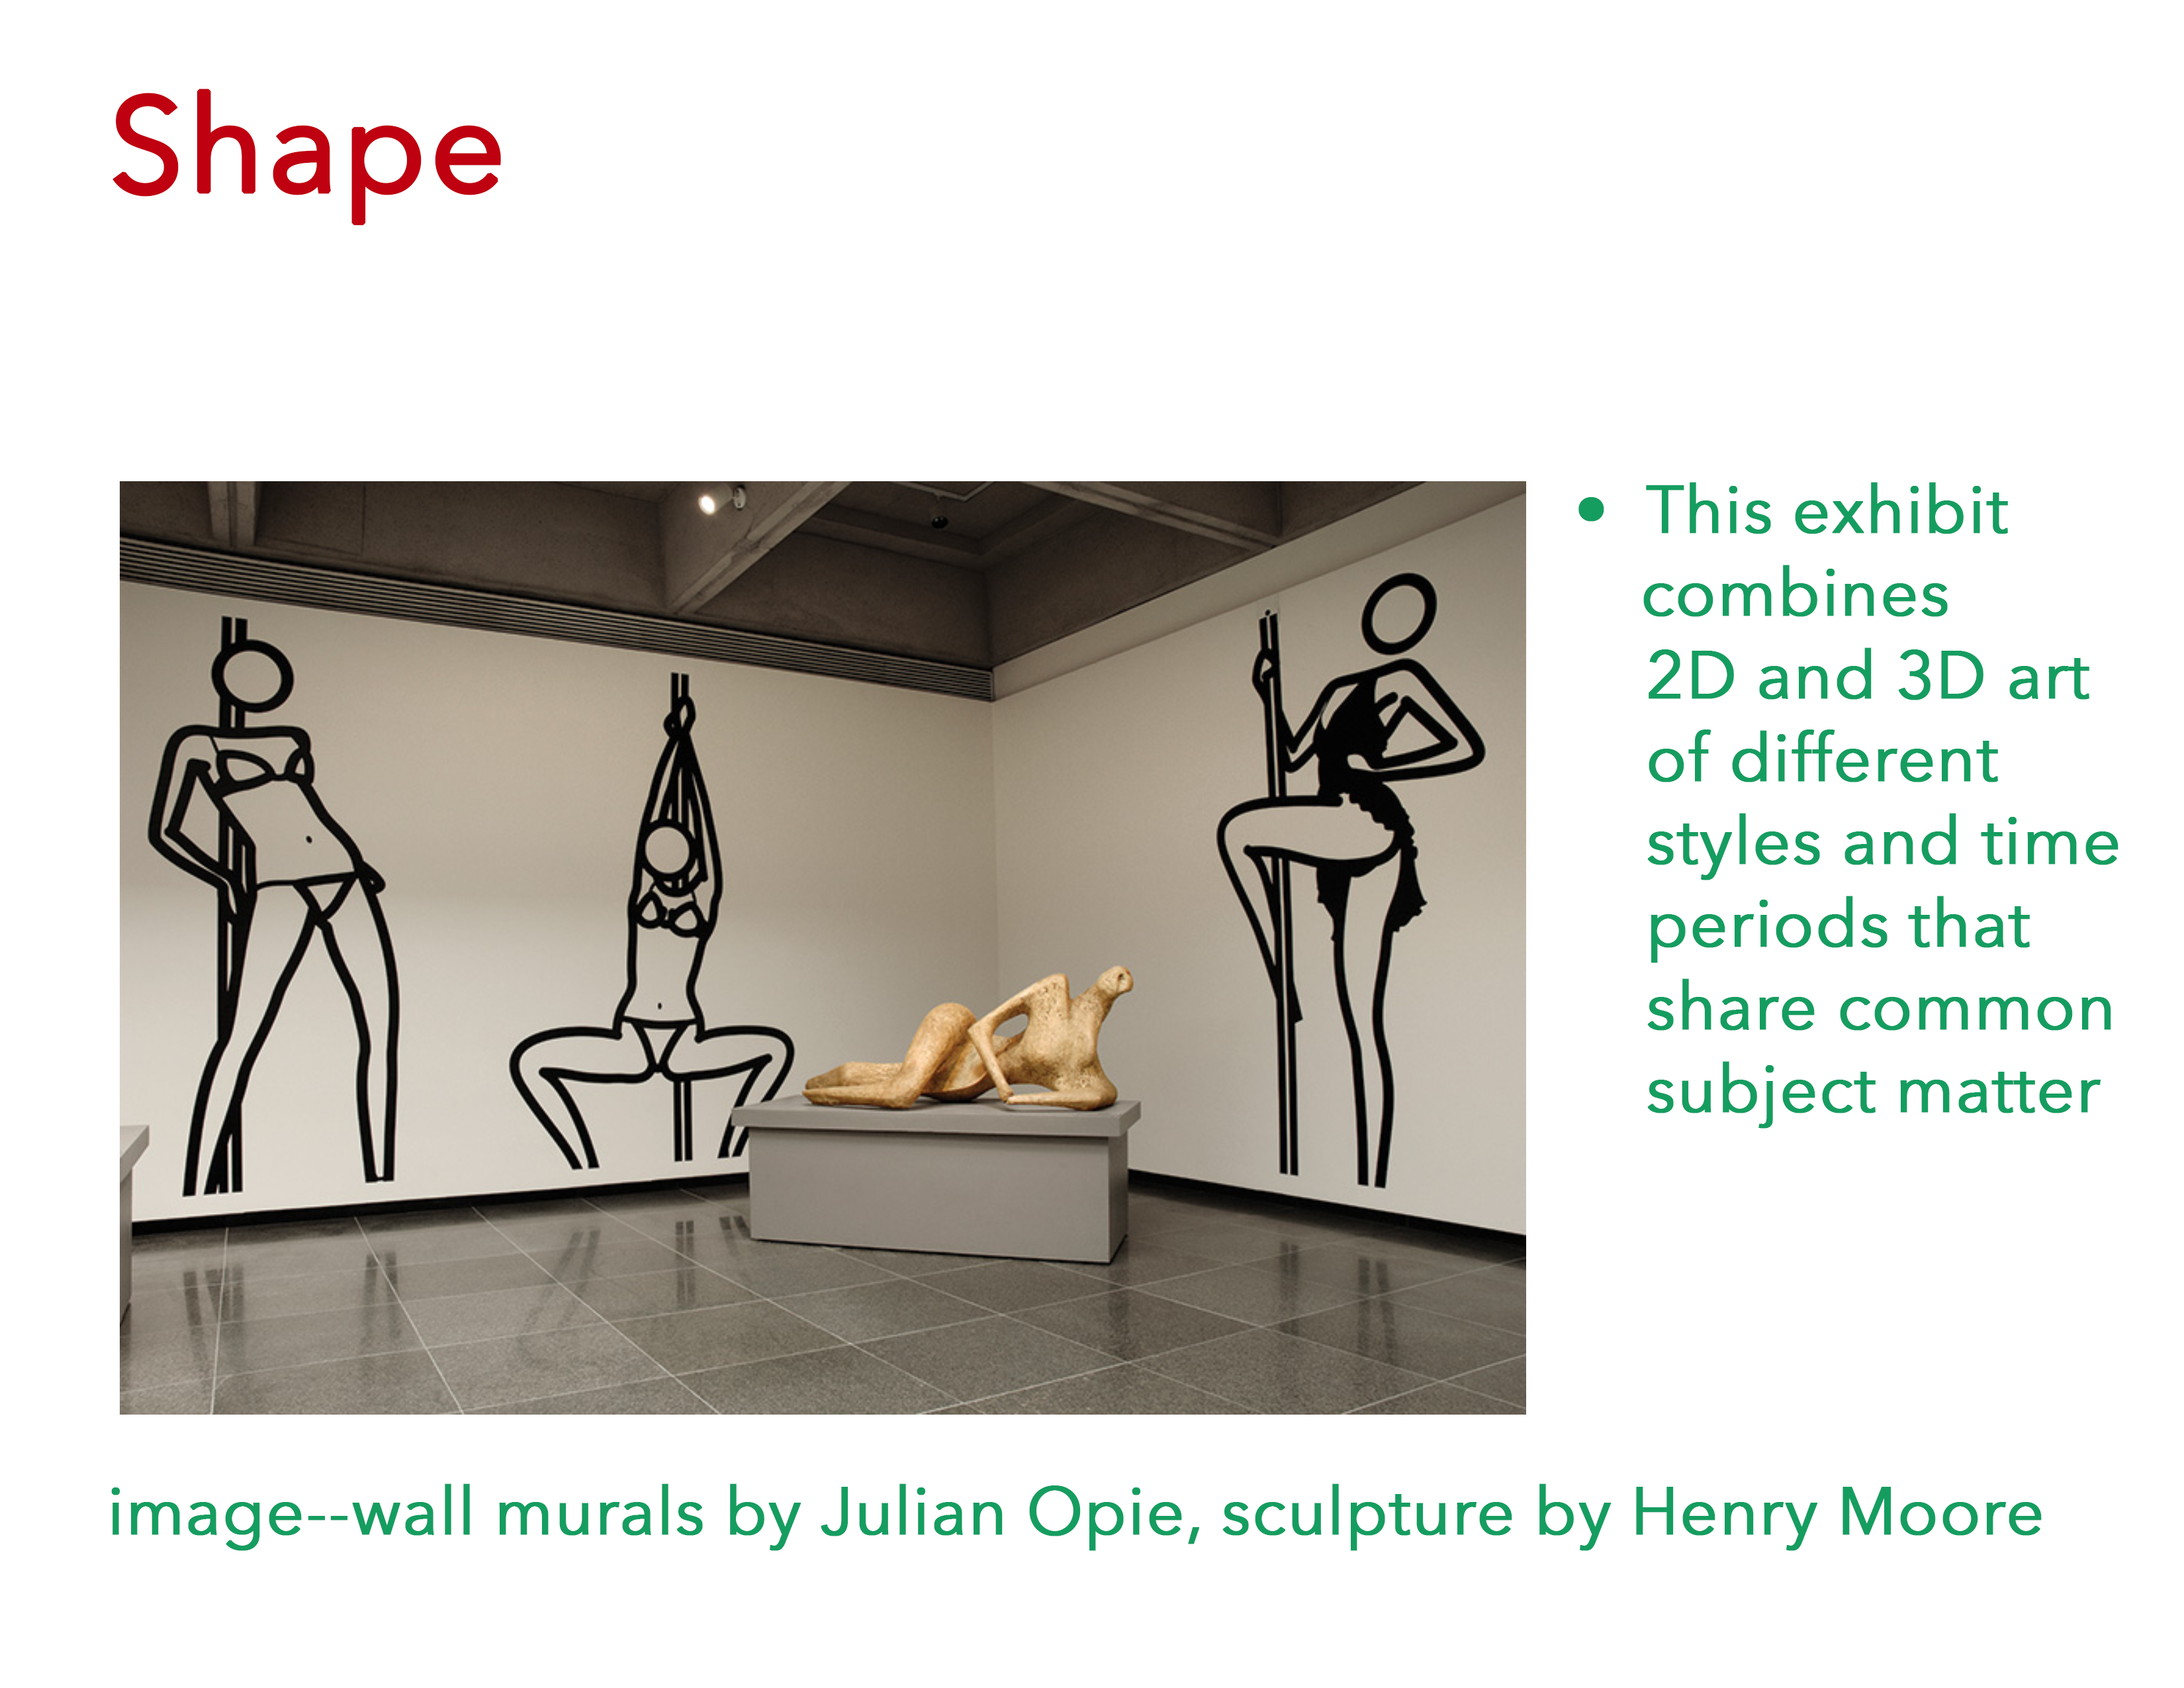 Shape
• This exhibit
combines
2D and 3D art
of different
styles and time
periods that
share common
subject matter
image--wall murals by Julian Opie, sculpture by Henry Moore